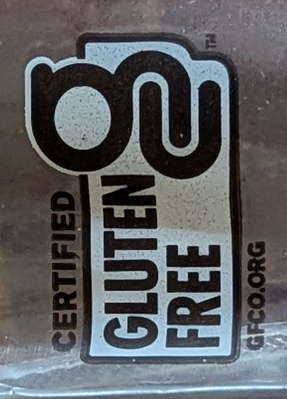 CERTIFIED
GLUTEN
FREE
g
™
GFCO.ORG